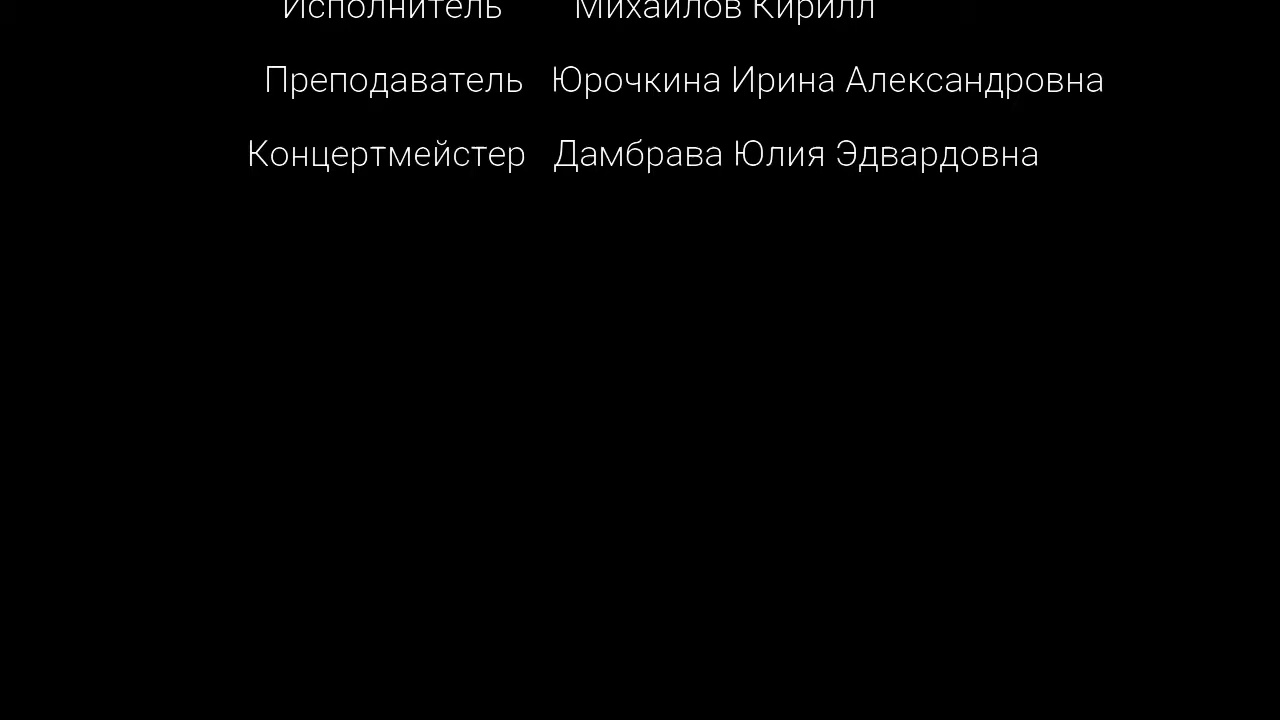 Исполнитель Михайлов Кирилл
Преподаватель Юрочкина Ирина Александровна
Концертмейстер Дамбрава Юлия Эдвардовна